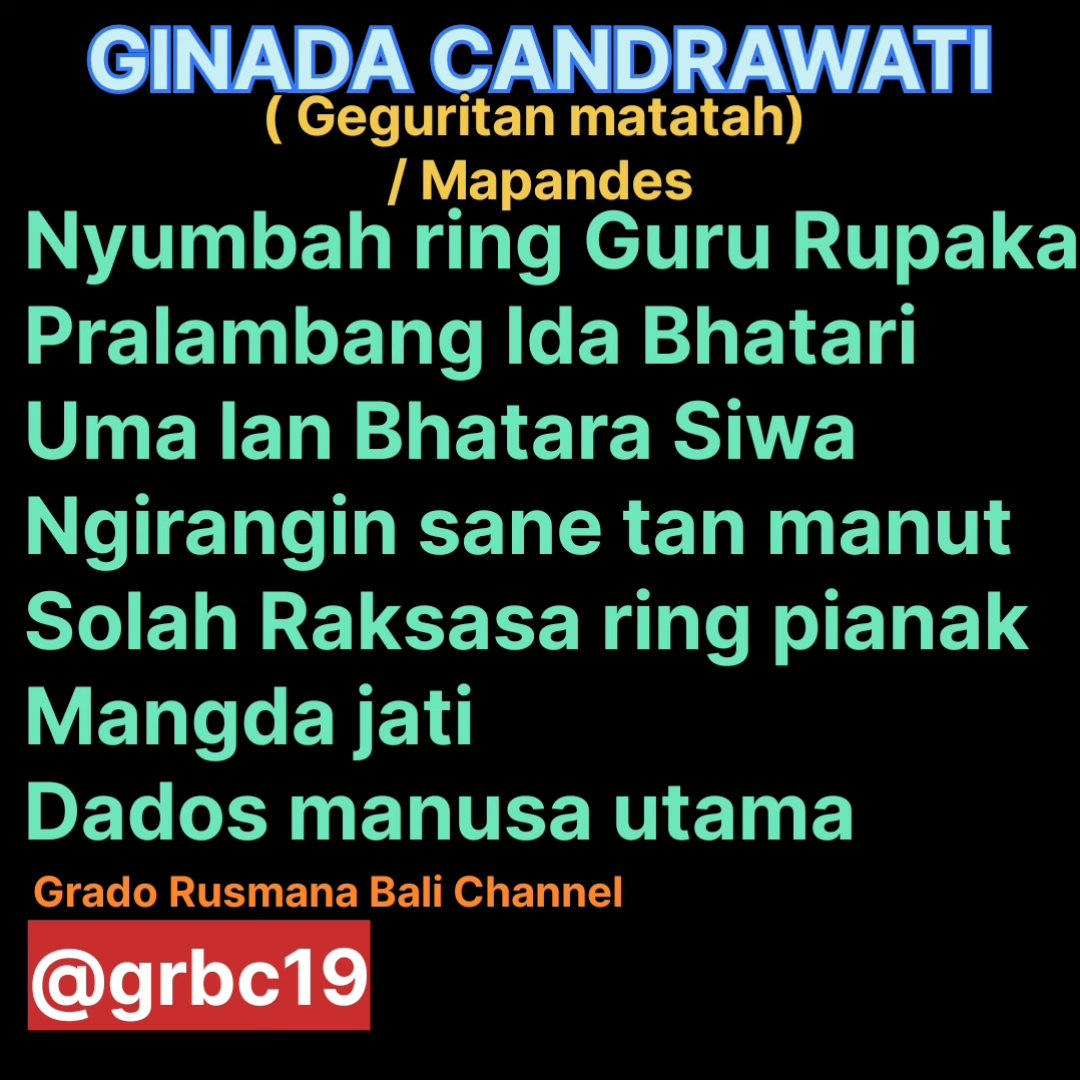 GINADA CANDRAWATI
( Geguritan matatah)
/ Mapandes
Nyumbah ring Guru Rupaka
Pralambang Ida Bhatari
Uma lan Bhatara Siwa
Ngirangin sane tan manut
Solah Raksasa ring pianak
Mangda jati
Dados manusa utama
Grado Rusmana Bali Channel
@grbc19